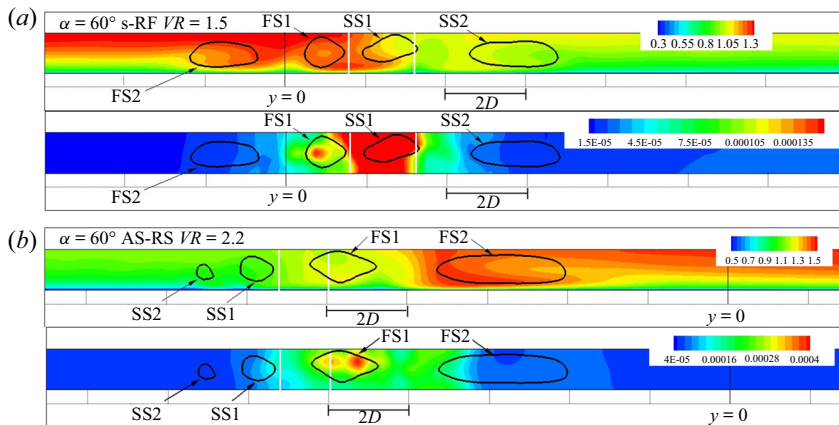 (a) α = 60° s-RF VR = 1.5 FS1 SS1 SS2
0.3 0.55 0.8 1.05 1.3
FS2 y = 0 2D
FS1 SS1 SS2
1.5E-05 4.5E-05 7.5E-05 0.000105 0.000135
FS2 y = 0 2D
(b) α = 60° AS-RS VR = 2.2 FS1 FS2
0.5 0.7 0.9 1.1 1.3 1.5
SS2 SS1 2D y = 0
FS1 FS2
4E-05 0.00016 0.00028 0.0004
SS2 SS1 2D y = 0